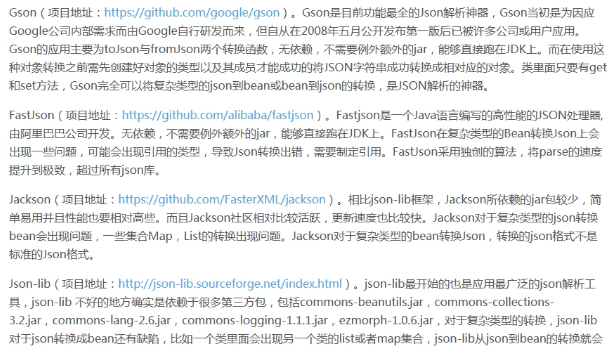 Gson（项目地址：https://github.com/google/gson）。Gson是目前功能最全的Json解析神器，Gson当初是为因应
Google公司内部需求而由Google自行研发而来，但自从在2008年五月公开发布第一版后已被许多公司或用户应用。
Gson的应用主要为toJson与fromJson两个转换函数，无依赖，不需要例外额外的jar，能够直接跑在JDK上。而在使用这
种对象转换之前需先创建好对象的类型以及其成员才能成功的将JSON字符串成功转换成相对应的对象。类里面只要有get
和set方法，Gson完全可以将复杂类型的json到bean或bean到json的转换，是JSON解析的神器。
FastJson（项目地址：https://github.com/alibaba/fastjson）。Fastjson是一个Java语言编写的高性能的JSON处理器,
由阿里巴巴公司开发。无依赖，不需要例外额外的jar，能够直接跑在JDK上。FastJson在复杂类型的Bean转换Json上会
出现一些问题，可能会出现引用的类型，导致Json转换出错，需要制定引用。FastJson采用独创的算法，将parse的速度
提升到极致，超过所有json库。
Jackson（项目地址：https://github.com/FasterXML/jackson）。相比json-lib框架，Jackson所依赖的jar包较少，简
单易用并且性能也要相对高些。而且Jackson社区相对比较活跃，更新速度也比较快。Jackson对于复杂类型的json转换
bean会出现问题，一些集合Map，List的转换出现问题。Jackson对于复杂类型的bean转换Json，转换的json格式不是
标准的Json格式。
Json-lib（项目地址：http://json-lib.sourceforge.net/index.html）。json-lib最开始的也是应用最广泛的json解析工
具，json-lib 不好的地方确实是依赖于很多第三方包，包括commons-beanutils.jar，commons-collections-
3.2.jar，commons-lang-2.6.jar，commons-logging-1.1.1.jar，ezmorph-1.0.6.jar，对于复杂类型的转换，json-lib
对于json转换成bean还有缺陷，比如一个类里面会出现另一个类的list或者map集合，json-lib从json到bean的转换就会